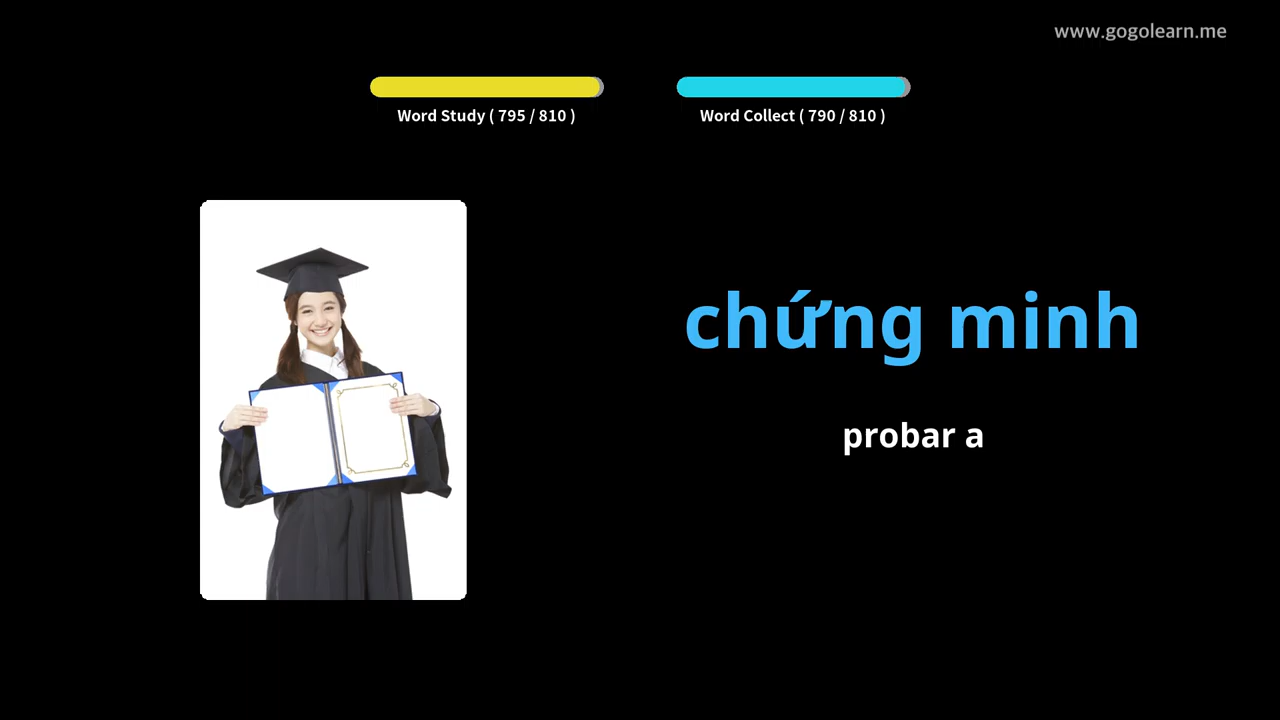 www.gogolearn.me
Word Study ( 795 / 810 )
Word Collect ( 790 / 810 )
chứng minh
probar a